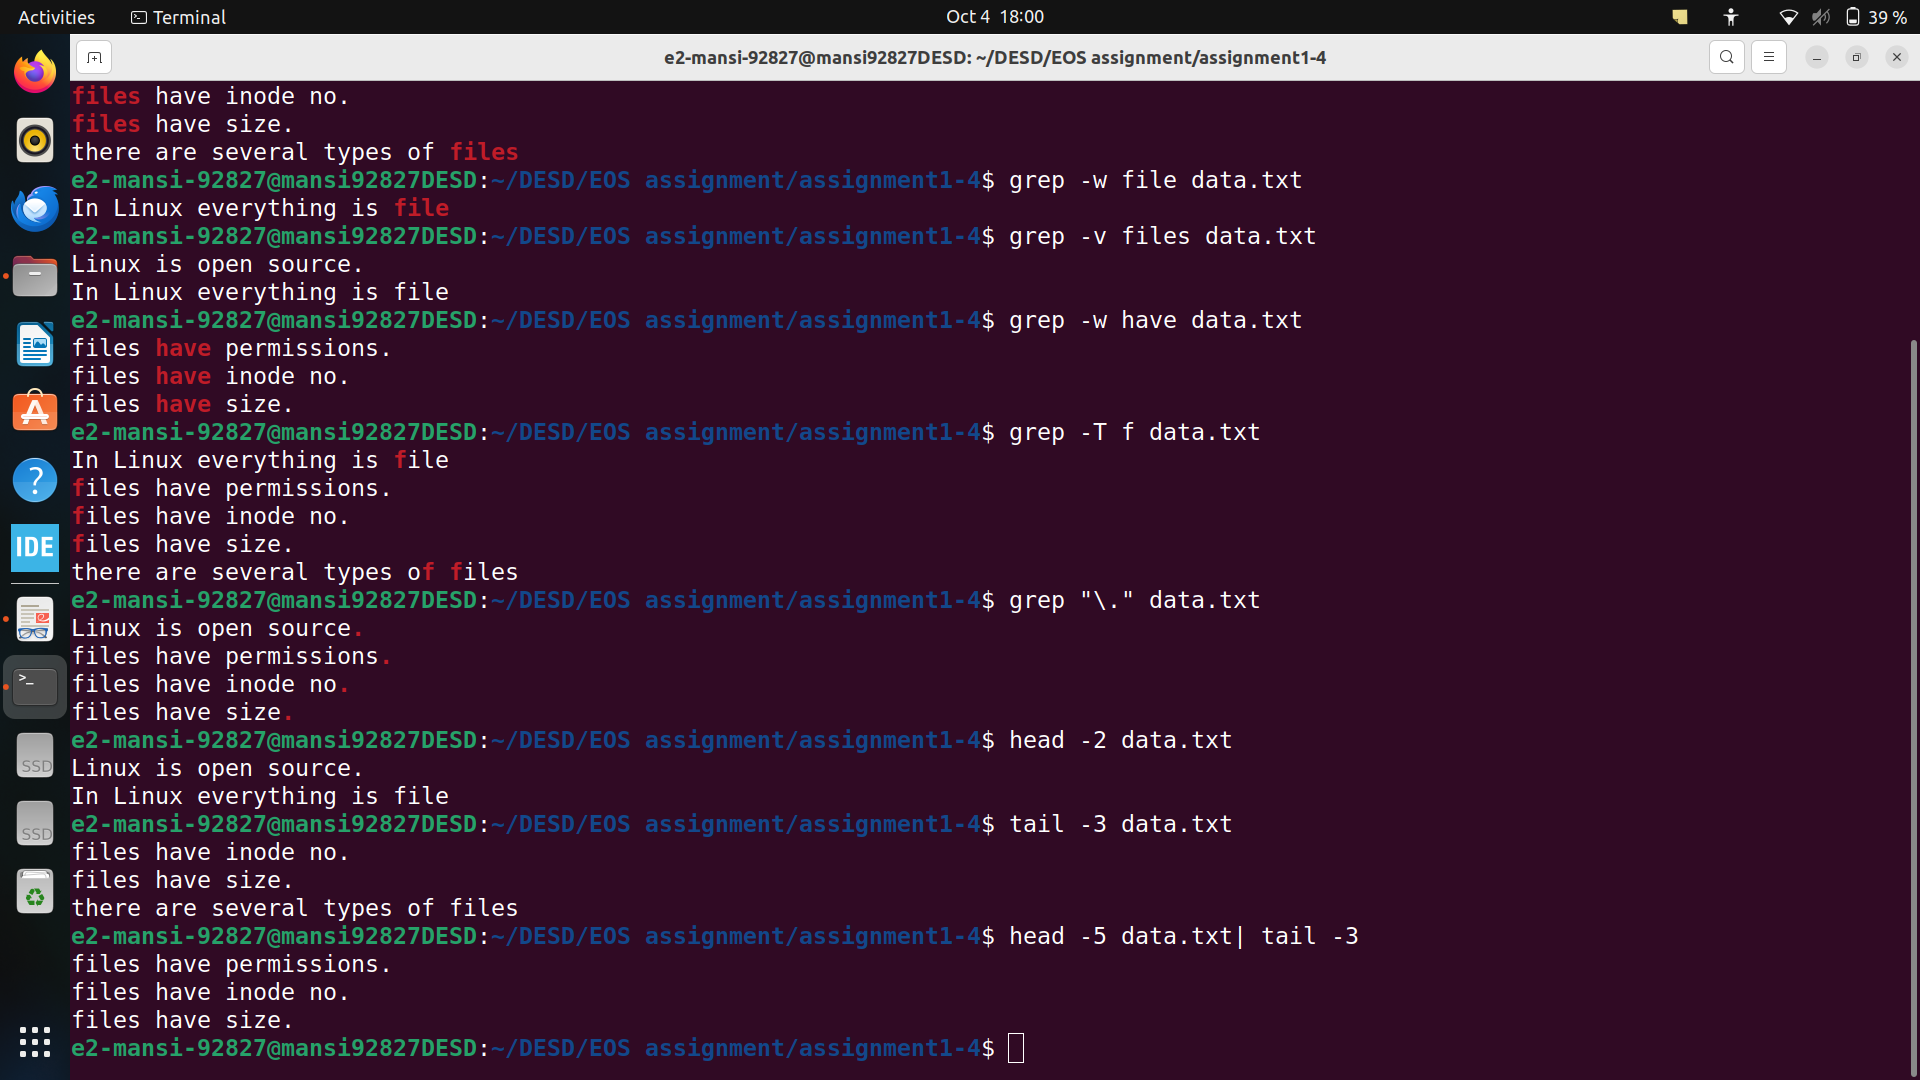 Activities Terminal Oct 4 18:00 39 %
e2-mansi-92827@mansi92827DESD: ~/DESD/EOS assignment/assignment1-4
files have inode no.
files have size.
there are several types of files
e2-mansi-92827@mansi92827DESD:~/DESD/EOS assignment/assignment1-4$ grep -w file data.txt
In Linux everything is file
e2-mansi-92827@mansi92827DESD:~/DESD/EOS assignment/assignment1-4$ grep -v files data.txt
Linux is open source.
In Linux everything is file
e2-mansi-92827@mansi92827DESD:~/DESD/EOS assignment/assignment1-4$ grep -w have data.txt
files have permissions.
files have inode no.
files have size.
e2-mansi-92827@mansi92827DESD:~/DESD/EOS assignment/assignment1-4$ grep -T f data.txt
In Linux everything is file
files have permissions.
files have inode no.
files have size.
there are several types of files
e2-mansi-92827@mansi92827DESD:~/DESD/EOS assignment/assignment1-4$ grep "\." data.txt
Linux is open source.
files have permissions.
files have inode no.
files have size.
e2-mansi-92827@mansi92827DESD:~/DESD/EOS assignment/assignment1-4$ head -2 data.txt
Linux is open source.
In Linux everything is file
e2-mansi-92827@mansi92827DESD:~/DESD/EOS assignment/assignment1-4$ tail -3 data.txt
files have inode no.
files have size.
there are several types of files
e2-mansi-92827@mansi92827DESD:~/DESD/EOS assignment/assignment1-4$ head -5 data.txt| tail -3
files have permissions.
files have inode no.
files have size.
e2-mansi-92827@mansi92827DESD:~/DESD/EOS assignment/assignment1-4$
IDE
SSD
SSD